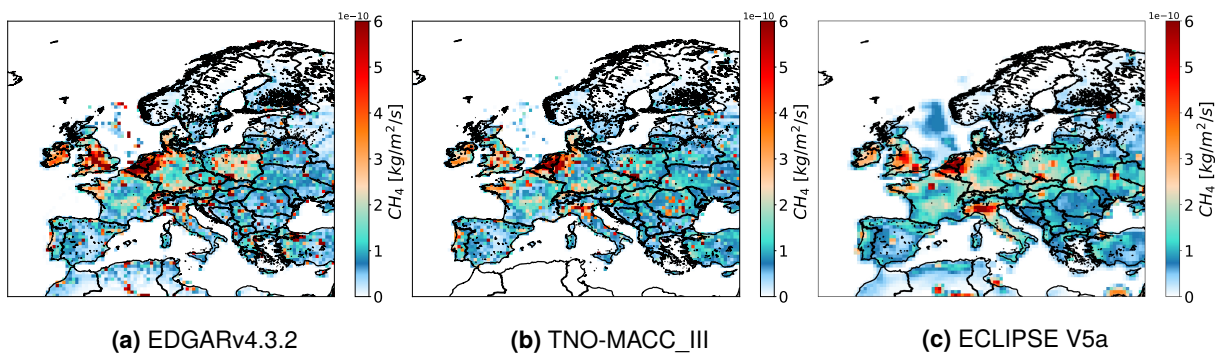 1e−10
6
5
4
3
2
1
0
CH₄ [kg/m²/s]
1e−10
6
5
4
3
2
1
0
CH₄ [kg/m²/s]
1e−10
6
5
4
3
2
1
0
CH₄ [kg/m²/s]
(a) EDGARv4.3.2
(b) TNO-MACC_III
(c) ECLIPSE V5a